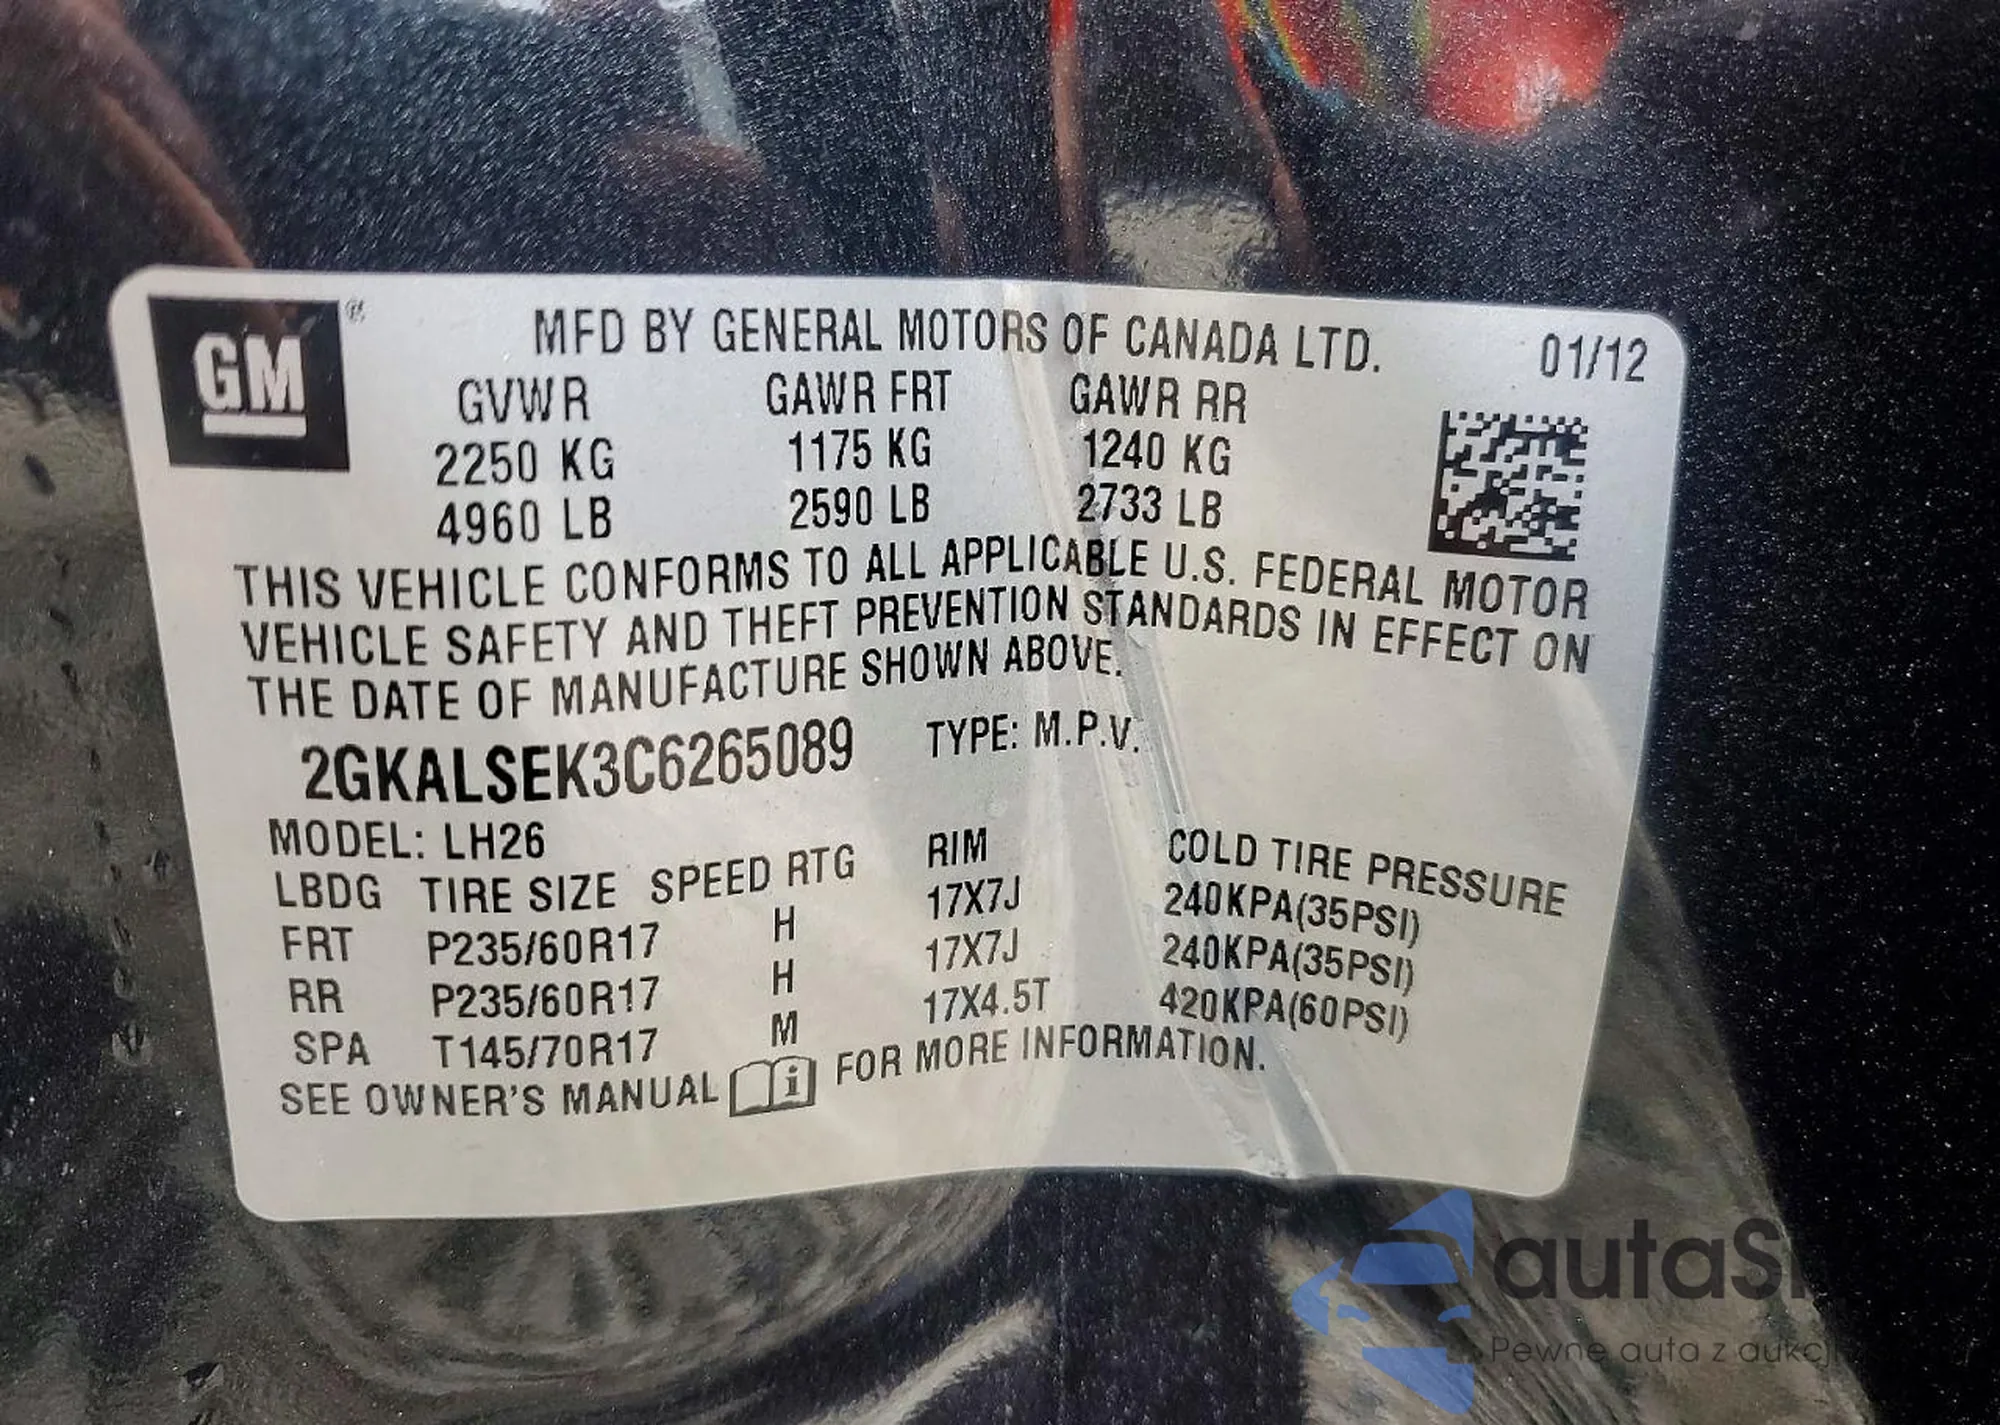 GM ® MFD BY GENERAL MOTORS OF CANADA LTD. 01/12
GVWR GAWR FRT GAWR RR
2250 KG 1175 KG 1240 KG
4960 LB 2590 LB 2733 LB
THIS VEHICLE CONFORMS TO ALL APPLICABLE U.S. FEDERAL MOTOR
VEHICLE SAFETY AND THEFT PREVENTION STANDARDS IN EFFECT ON
THE DATE OF MANUFACTURE SHOWN ABOVE.
2GKALSEK3C6265089 TYPE: M.P.V.
MODEL: LH26
LBDG TIRE SIZE SPEED RTG RIM COLD TIRE PRESSURE
FRT P235/60R17 H 17X7J 240KPA(35PSI)
RR P235/60R17 H 17X7J 240KPA(35PSI)
SPA T145/70R17 M 17X4.5T 420KPA(60PSI)
SEE OWNER'S MANUAL i FOR MORE INFORMATION.
Pewne auta z aukcji